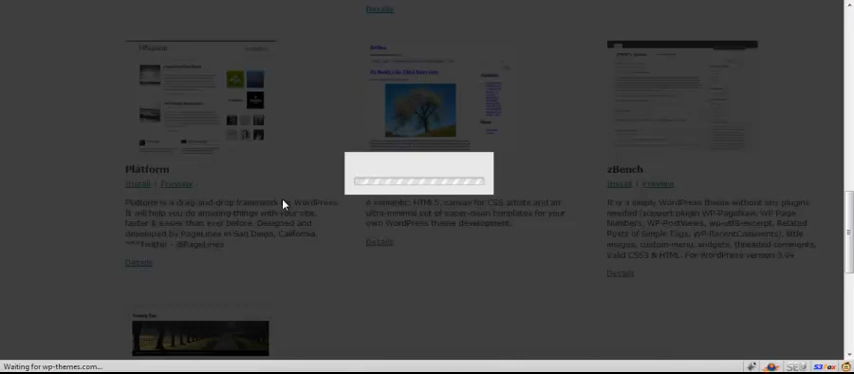 Details
Platform
Install | Preview
Platform is a drag-and-drop framework for WordPress.
It will help you do amazing things with your site,
faster & easier than ever before. Designed and
developed by PageLines in San Diego, California.
Twitter - @PageLines
Details
A semantic, HTML5, canvas for CSS artists and an
ultra-minimal set of super-clean templates for your
own WordPress theme development.
Details
zBench
Install | Preview
It's a simply WordPress theme without any plugins
needed (support plugin WP-PageNavi, WP Page
Numbers, WP-PostViews, wp-utf8-excerpt, Related
Posts of Simple Tags, WP-RecentComments). title
images, custom-menu, widgets, threaded-comments,
valid CSS3 & HTML. For WordPress version 3.0+
Details
Waiting for wp-themes.com...